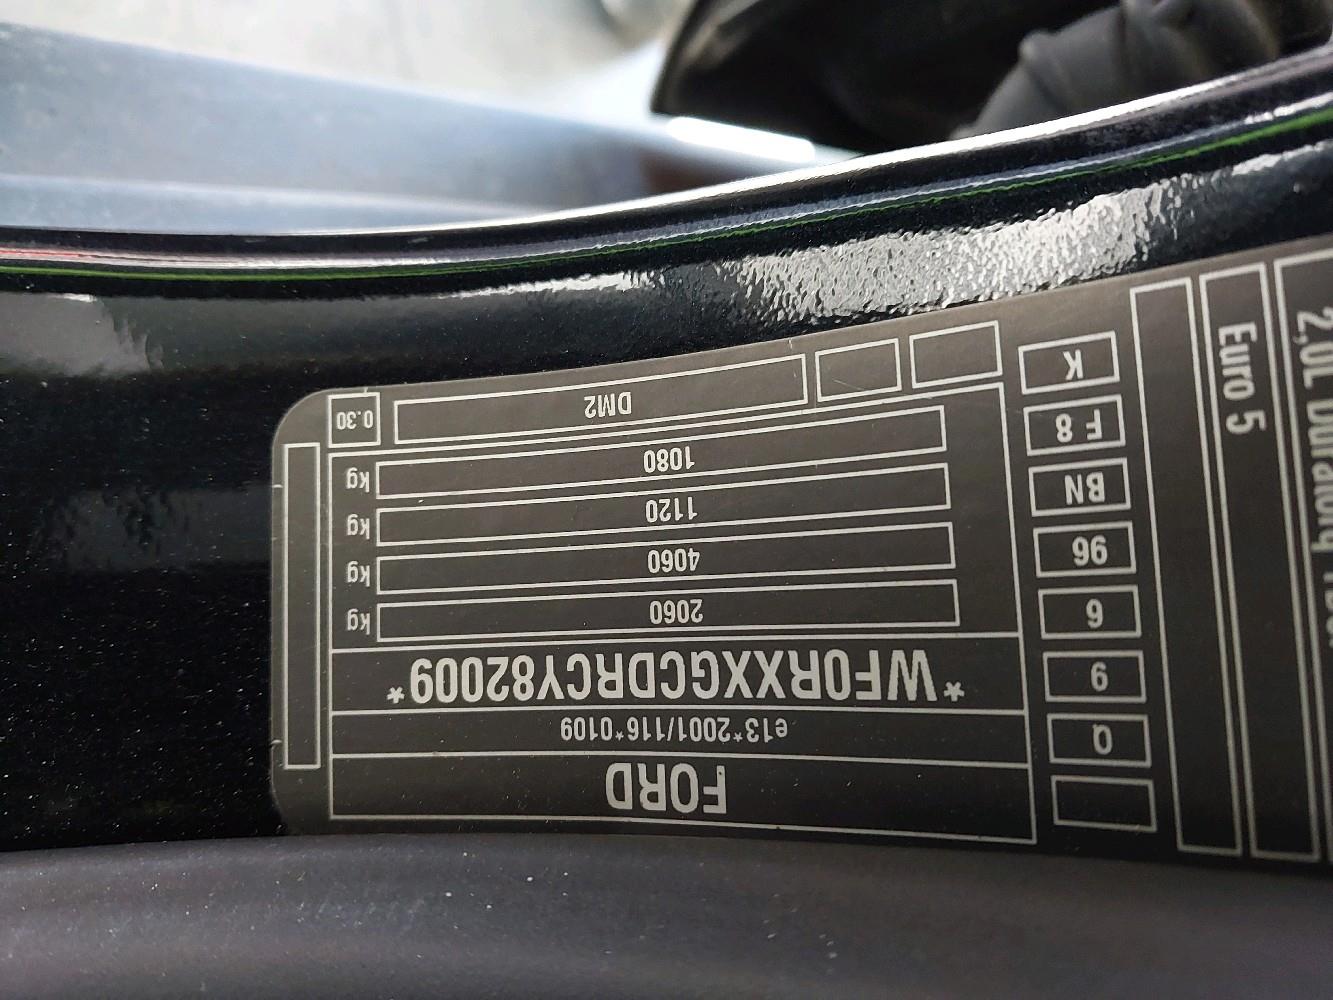 FORD
e13*2001/116*0109
*WF0RXXGCDRCY82009*
2060 kg
4060 kg
1120 kg
1080 kg
DM2 0.30
Q
6
9
96
BN
F 8
K
Euro 5
2,0L Duratorq